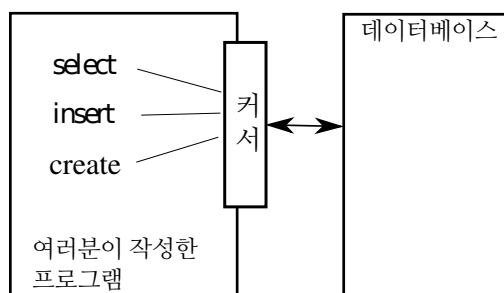 select
insert
create
여러분이 작성한
프로그램
커
서
데이터베이스